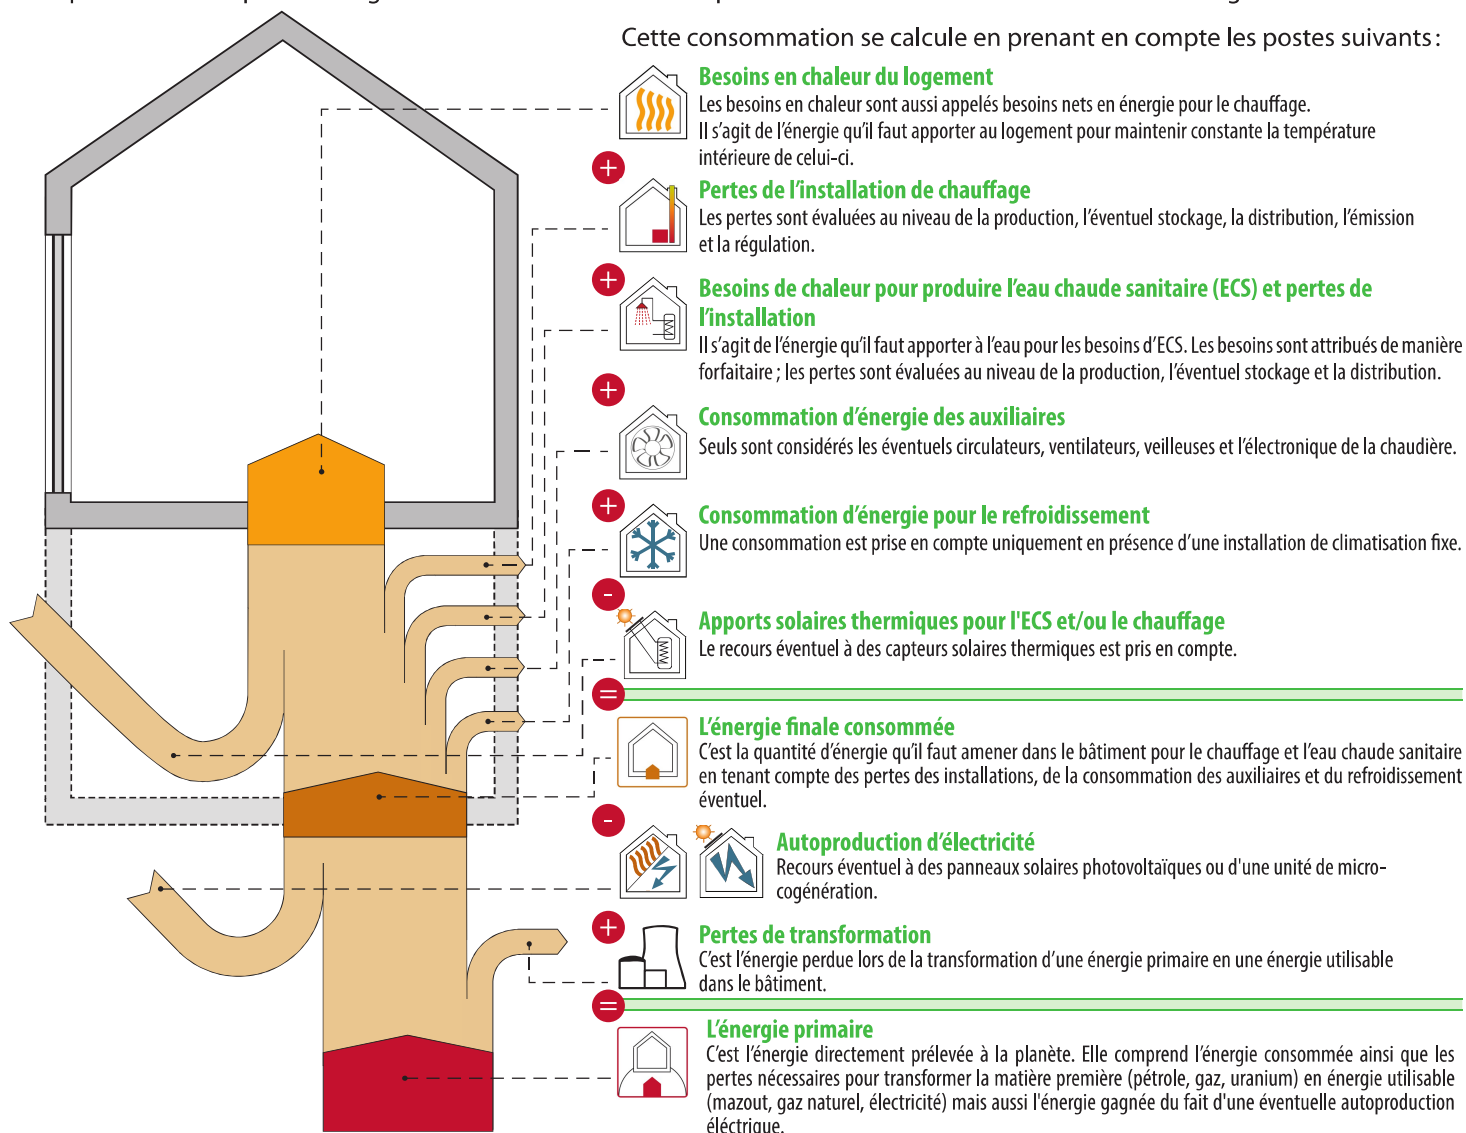 Cette consommation se calcule en prenant en compte les postes suivants :
Besoins en chaleur du logement
Les besoins en chaleur sont aussi appelés besoins nets en énergie pour le chauffage.
Il s'agit de l'énergie qu'il faut apporter au logement pour maintenir constante la température
intérieure de celui-ci.
+
Pertes de l'installation de chauffage
Les pertes sont évaluées au niveau de la production, l'éventuel stockage, la distribution, l'émission
et la régulation.
+
Besoins de chaleur pour produire l'eau chaude sanitaire (ECS) et pertes de
l'installation
Il s'agit de l'énergie qu'il faut apporter à l'eau pour les besoins d'ECS. Les besoins sont attribués de manière
forfaitaire ; les pertes sont évaluées au niveau de la production, l'éventuel stockage et la distribution.
+
Consommation d'énergie des auxiliaires
Seuls sont considérés les éventuels circulateurs, ventilateurs, veilleuses et l'électronique de la chaudière.
+
Consommation d'énergie pour le refroidissement
Une consommation est prise en compte uniquement en présence d'une installation de climatisation fixe.
-
Apports solaires thermiques pour l'ECS et/ou le chauffage
Le recours éventuel à des capteurs solaires thermiques est pris en compte.
=
L'énergie finale consommée
C'est la quantité d'énergie qu'il faut amener dans le bâtiment pour le chauffage et l'eau chaude sanitaire
en tenant compte des pertes des installations, de la consommation des auxiliaires et du refroidissement
éventuel.
-
Autoproduction d'électricité
Recours éventuel à des panneaux solaires photovoltaïques ou d'une unité de micro-
cogénération.
+
Pertes de transformation
C'est l'énergie perdue lors de la transformation d'une énergie primaire en une énergie utilisable
dans le bâtiment.
=
L'énergie primaire
C'est l'énergie directement prélevée à la planète. Elle comprend l'énergie consommée ainsi que les
pertes nécessaires pour transformer la matière première (pétrole, gaz, uranium) en énergie utilisable
(mazout, gaz naturel, électricité) mais aussi l'énergie gagnée du fait d'une éventuelle autoproduction
éléctrique.